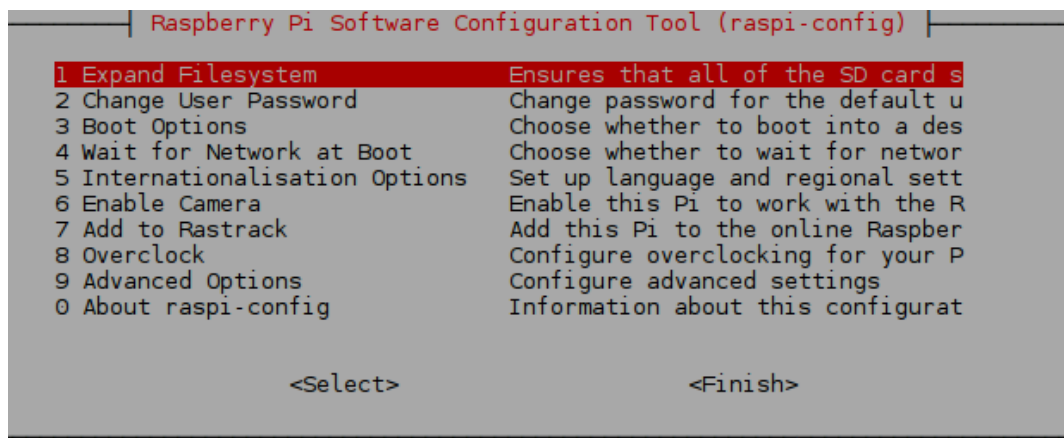 Raspberry Pi Software Configuration Tool (raspi-config)
1 Expand Filesystem Ensures that all of the SD card s
2 Change User Password Change password for the default u
3 Boot Options Choose whether to boot into a des
4 Wait for Network at Boot Choose whether to wait for networ
5 Internationalisation Options Set up language and regional sett
6 Enable Camera Enable this Pi to work with the R
7 Add to Rastrack Add this Pi to the online Raspber
8 Overclock Configure overclocking for your P
9 Advanced Options Configure advanced settings
0 About raspi-config Information about this configurat
<Select> <Finish>